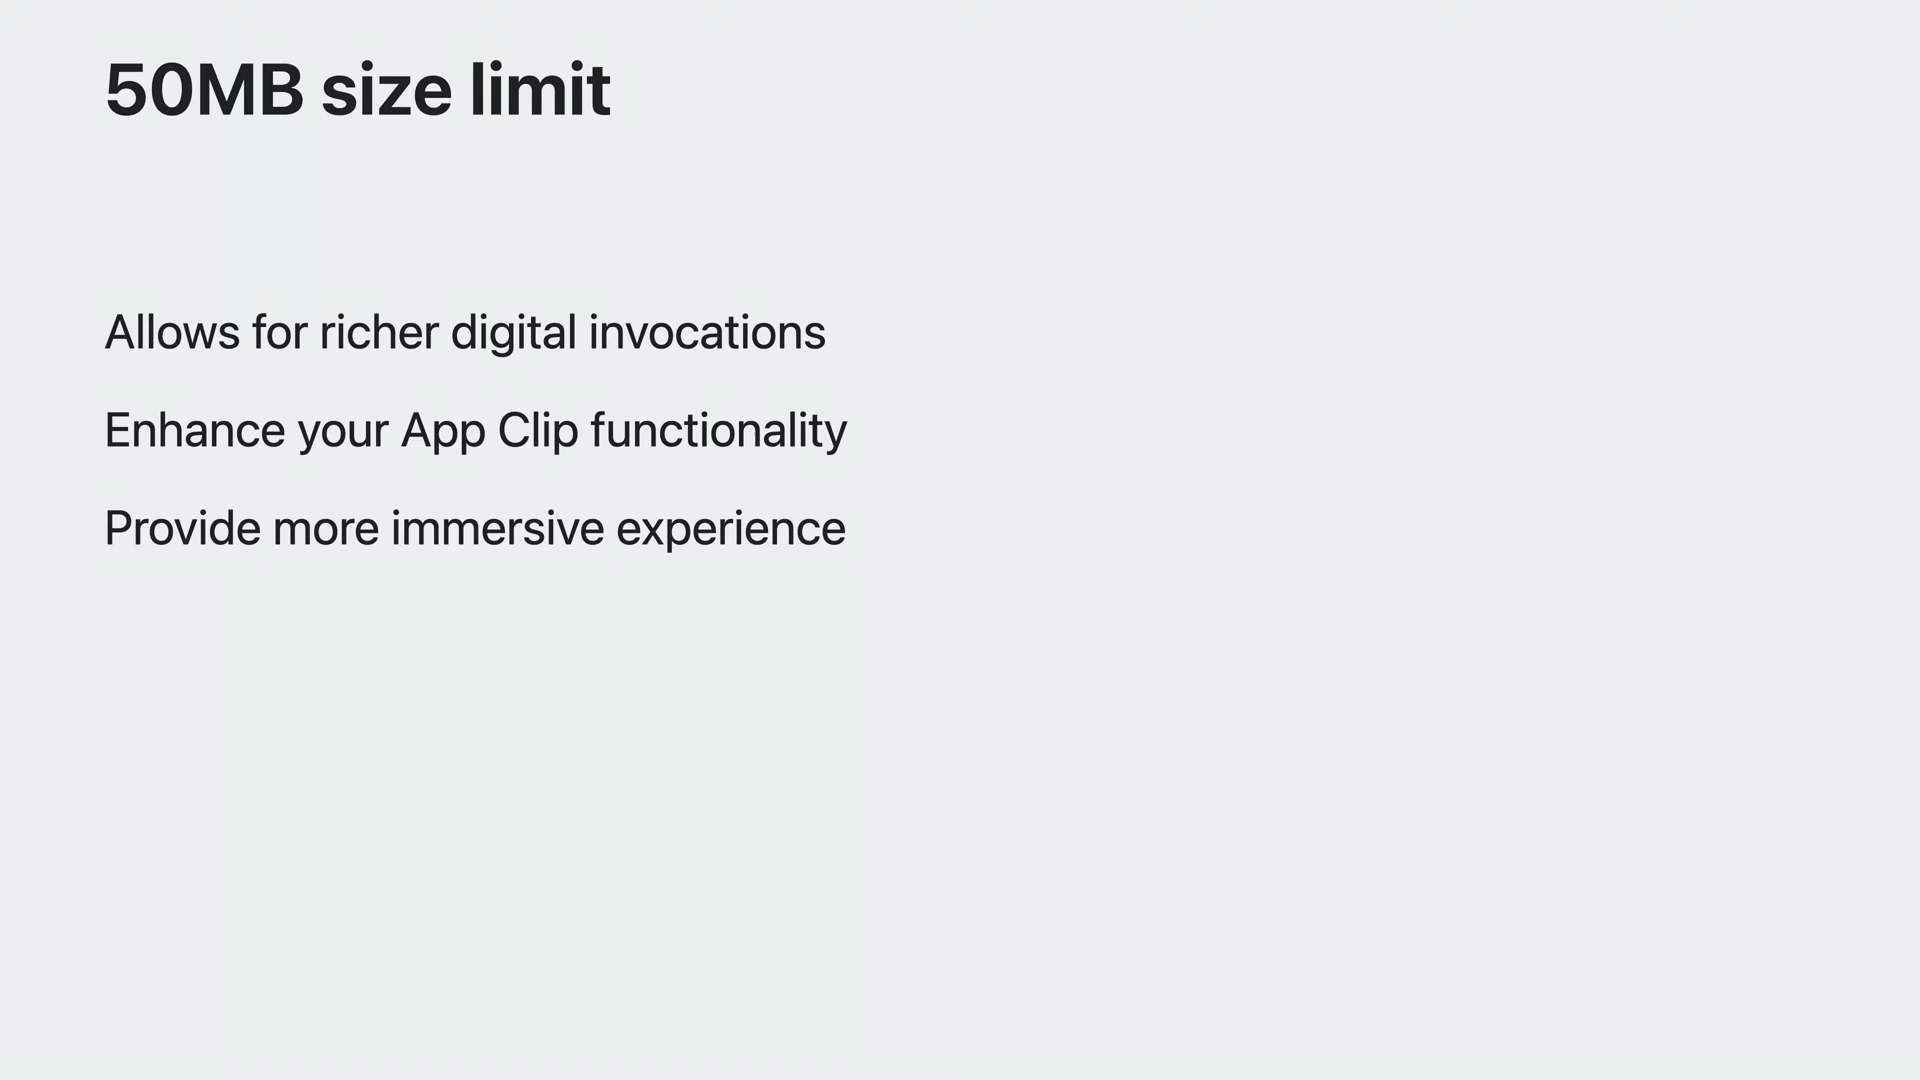 50MB size limit
Allows for richer digital invocations
Enhance your App Clip functionality
Provide more immersive experience